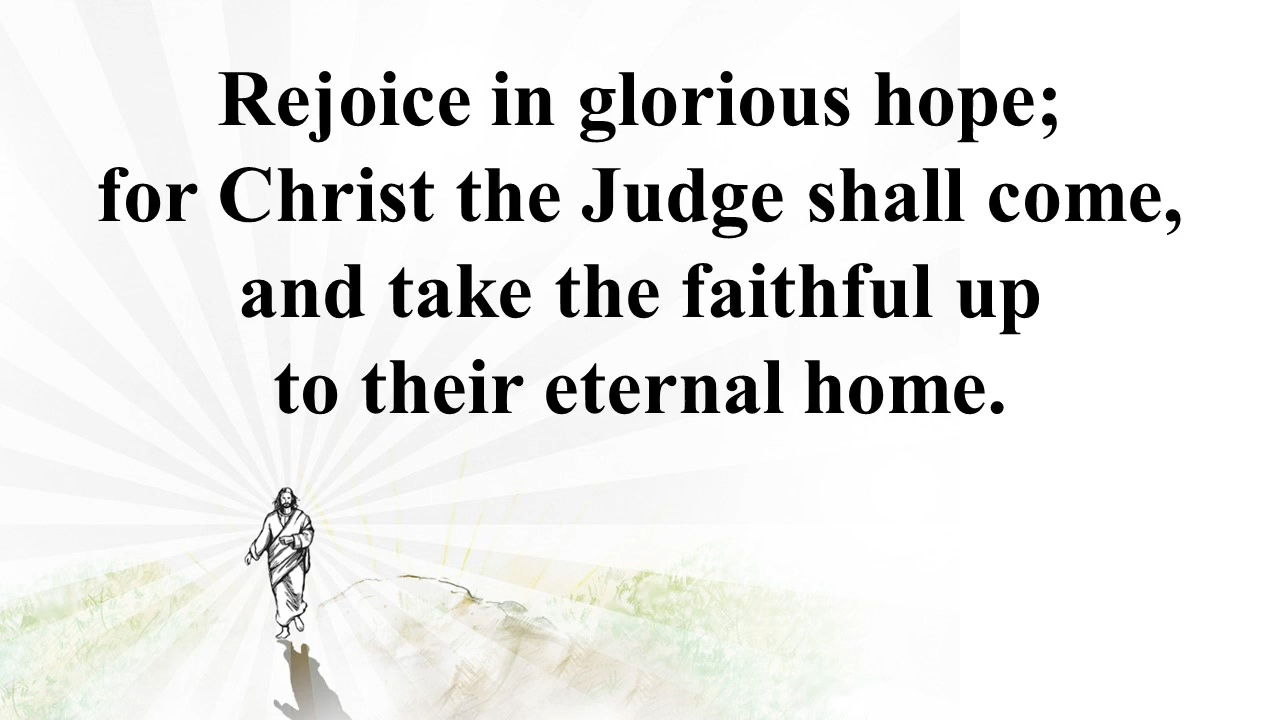 Rejoice in glorious hope;
for Christ the Judge shall come,
and take the faithful up
to their eternal home.